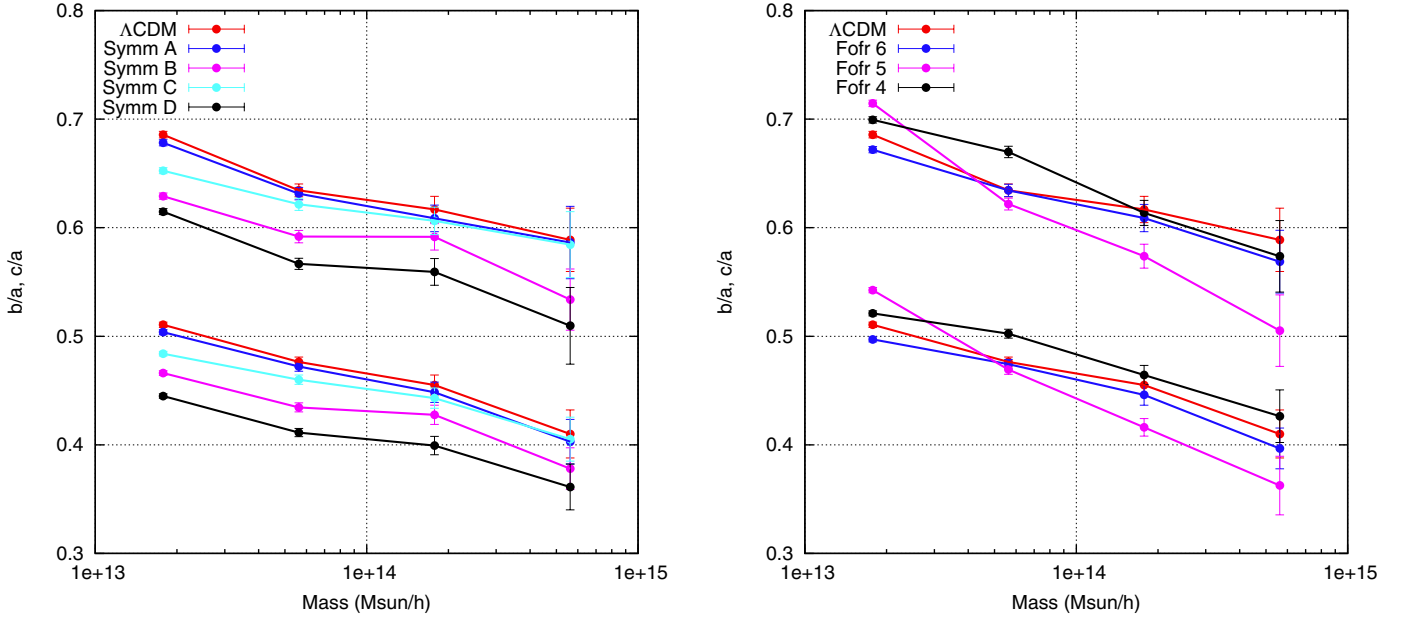 0.8
0.7
0.6
0.5
0.4
0.3
b/a, c/a
ΛCDM
Symm A
Symm B
Symm C
Symm D
1e+13
1e+14
1e+15
Mass (Msun/h)
0.8
0.7
0.6
0.5
0.4
0.3
b/a, c/a
ΛCDM
Fofr 6
Fofr 5
Fofr 4
1e+13
1e+14
1e+15
Mass (Msun/h)